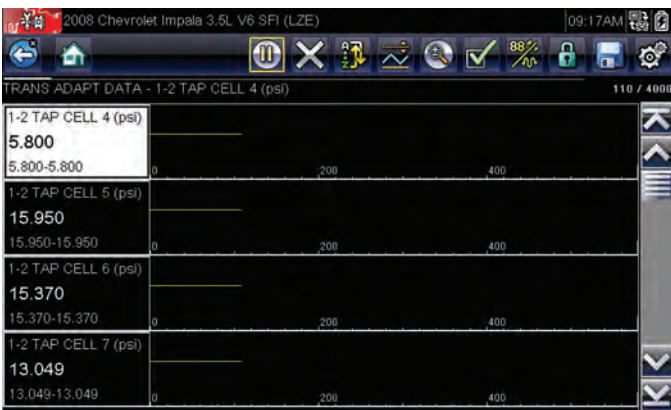 2008 Chevrolet Impala 3.5L V6 SFI (LZE) 09:17AM
TRANS ADAPT DATA - 1-2 TAP CELL 4 (psi) 110 / 4000
1-2 TAP CELL 4 (psi)
5.800
5.800-5.800
0 200 400
1-2 TAP CELL 5 (psi)
15.950
15.950-15.950
0 200 400
1-2 TAP CELL 6 (psi)
15.370
15.370-15.370
0 200 400
1-2 TAP CELL 7 (psi)
13.049
13.049-13.049
0 200 400